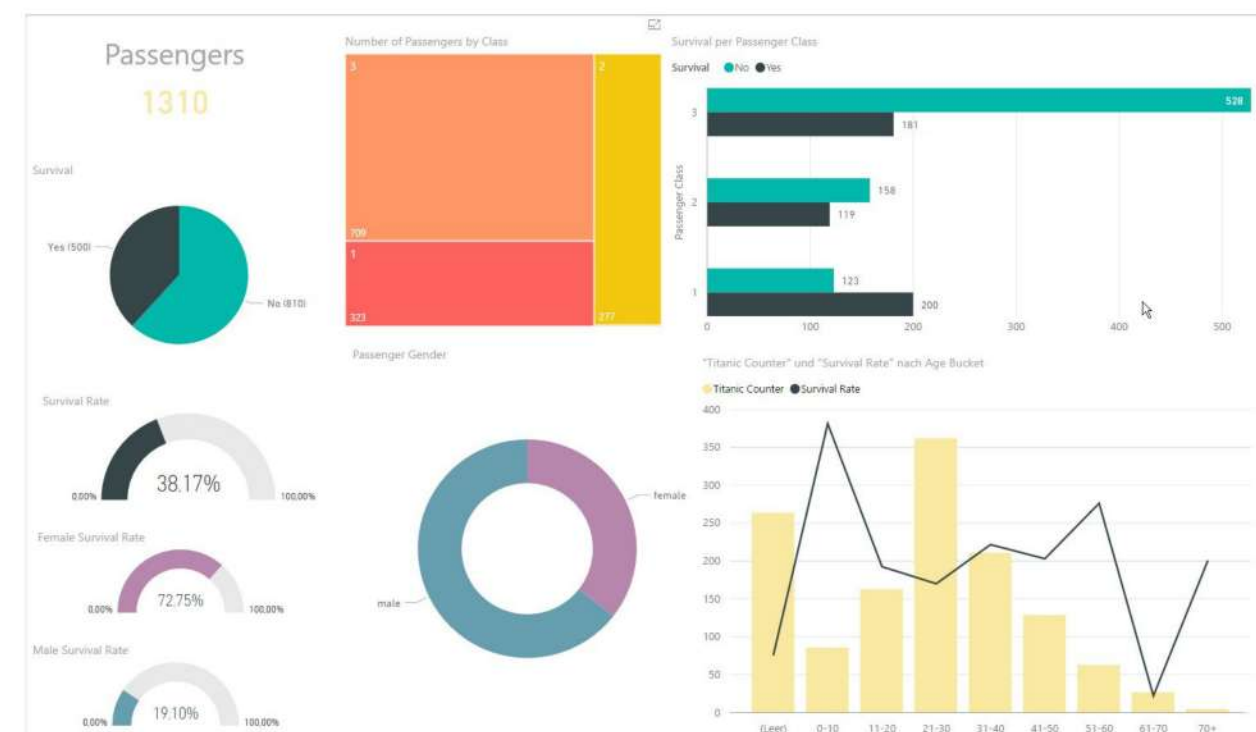 Passengers
1310
Survival
Yes (500)
No (810)
Survival Rate
38.17%
0.00%
100.00%
Female Survival Rate
72.75%
0.00%
100.00%
Male Survival Rate
19.10%
0.00%
100.00%
Number of Passengers by Class
3
2
709
1
323
277
Passenger Gender
female
male
Survival per Passenger Class
Survival No Yes
Passenger Class
3
528
181
2
158
119
1
123
200
0 100 200 300 400 500
"Titanic Counter" und "Survival Rate" nach Age Bucket
Titanic Counter Survival Rate
400
350
300
250
200
150
100
50
0
(Leer) 0-10 11-20 21-30 31-40 41-50 51-60 61-70 70+